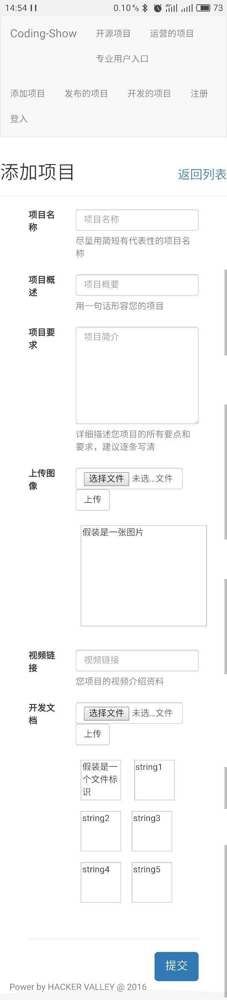 14:54 0.10 K/s 4G+ 73
Coding-Show 开源项目 运营的项目
专业用户入口
添加项目 发布的项目 开发的项目 注册
登入
添加项目 返回列表
项目名
称
项目名称
尽量用简短有代表性的项目名
称
项目概
述
项目概要
用一句话形容您的项目
项目要
求
项目简介
详细描述您项目的所有要点和
要求，建议逐条写清
上传图
像
选择文件 未选...文件
上传
假装是一张图片
视频链
接
视频链接
您项目的视频介绍资料
开发文
档
选择文件 未选...文件
上传
假装是一
个文件标
识
string1
string2 string3
string4 string5
提交
Power by HACKER VALLEY @ 2016